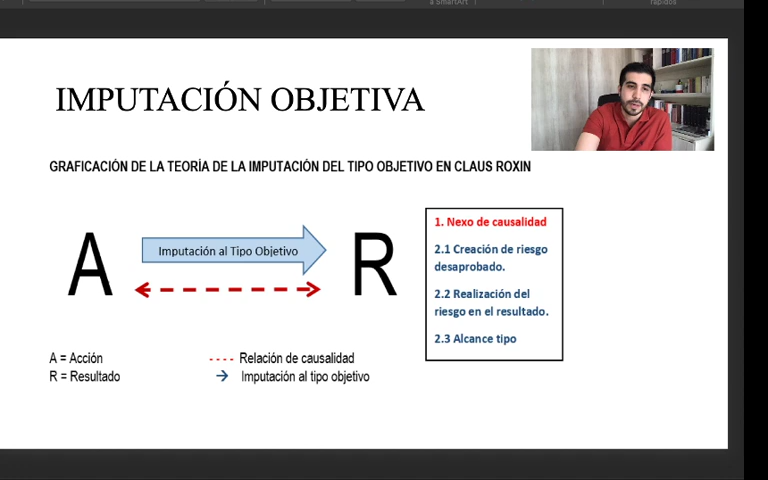 a SmartArt
rápidos
IMPUTACIÓN OBJETIVA
GRAFICACIÓN DE LA TEORÍA DE LA IMPUTACIÓN DEL TIPO OBJETIVO EN CLAUS ROXIN
A
Imputación al Tipo Objetivo
R
1. Nexo de causalidad
2.1 Creación de riesgo
desaprobado.
2.2 Realización del
riesgo en el resultado.
2.3 Alcance tipo
A = Acción
R = Resultado
Relación de causalidad
Imputación al tipo objetivo